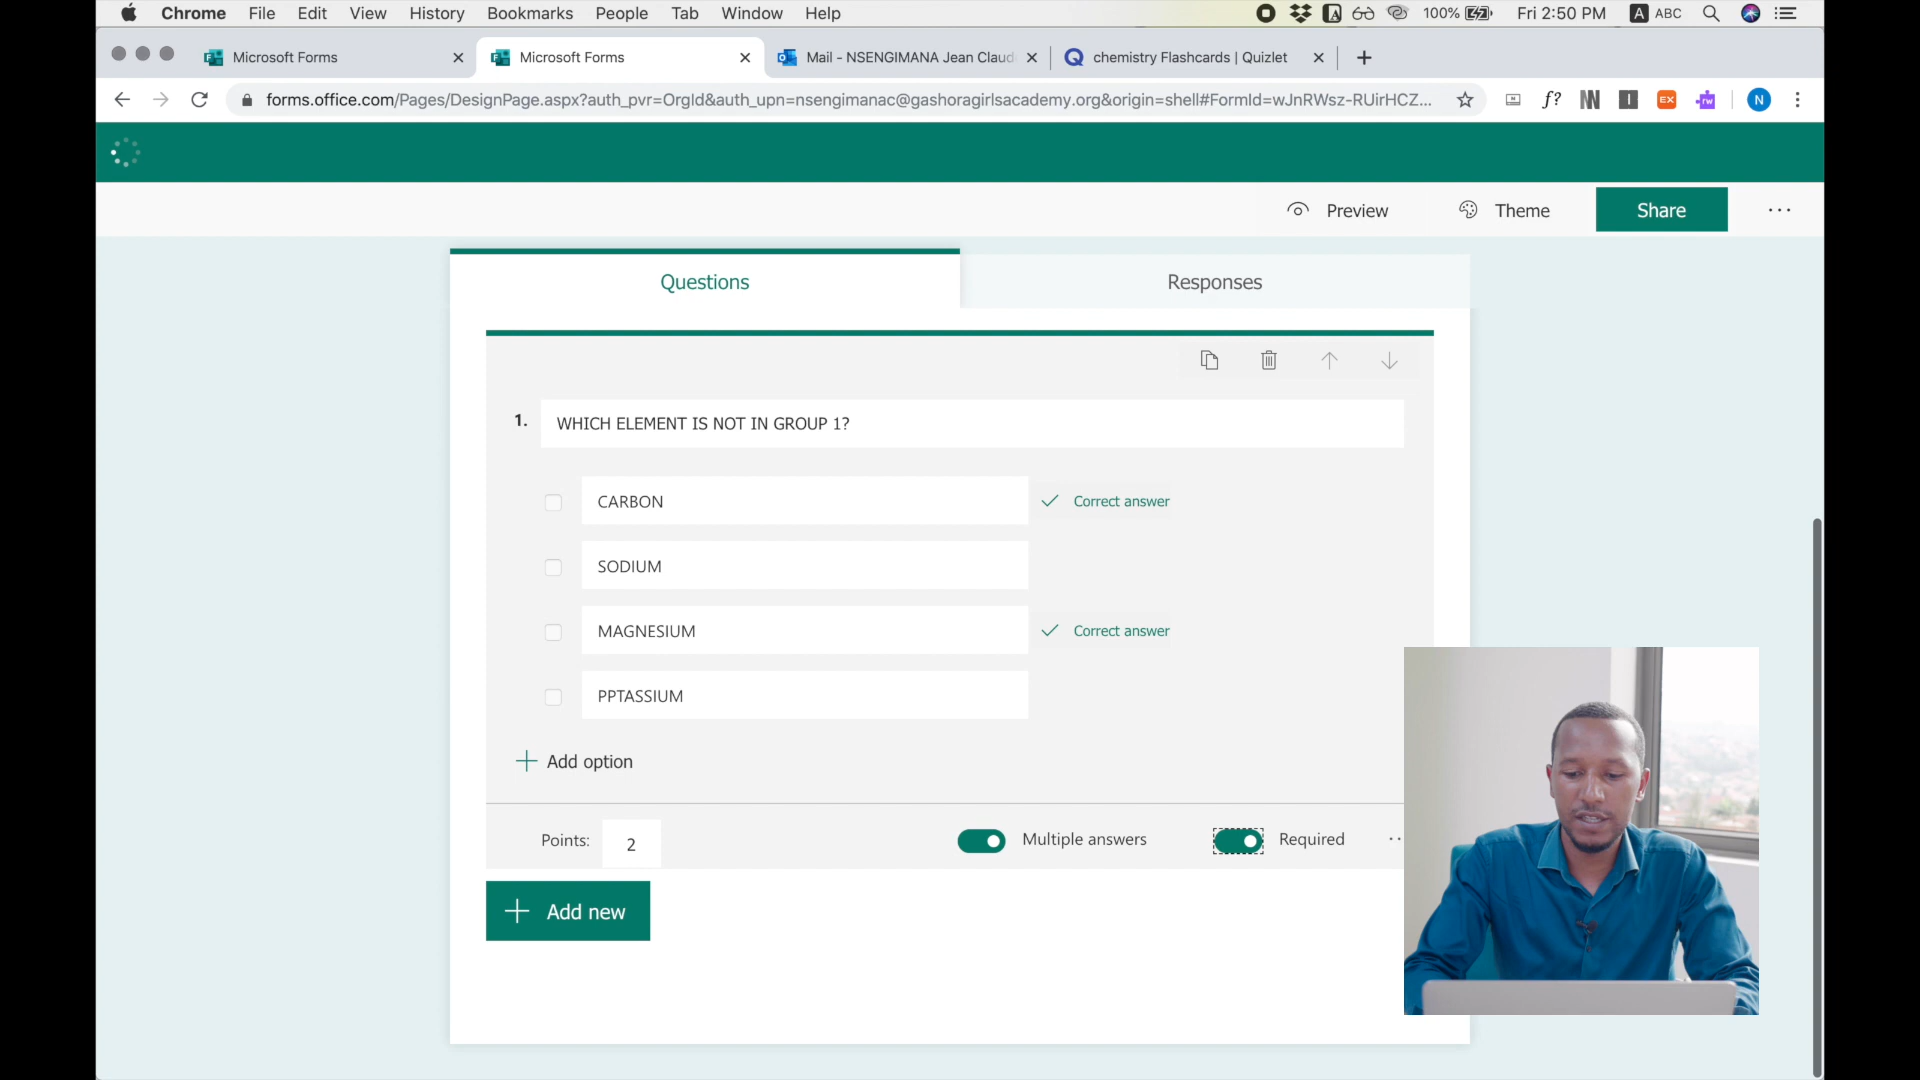 Chrome File Edit View History Bookmarks People Tab Window Help 100% Fri 2:50 PM A ABC
Microsoft Forms Microsoft Forms Mail - NSENGIMANA Jean Claud chemistry Flashcards | Quizlet
forms.office.com/Pages/DesignPage.aspx?auth_pvr=OrgId&auth_upn=nsengimanac@gashoragirlsacademy.org&origin=shell#FormId=wJnRWsz-RUirHCZ... f? EX rw N
Preview Theme Share ...
Questions Responses
1. WHICH ELEMENT IS NOT IN GROUP 1?
CARBON Correct answer
SODIUM
MAGNESIUM Correct answer
PPTASSIUM
Add option
Points: 2 Multiple answers Required
Add new